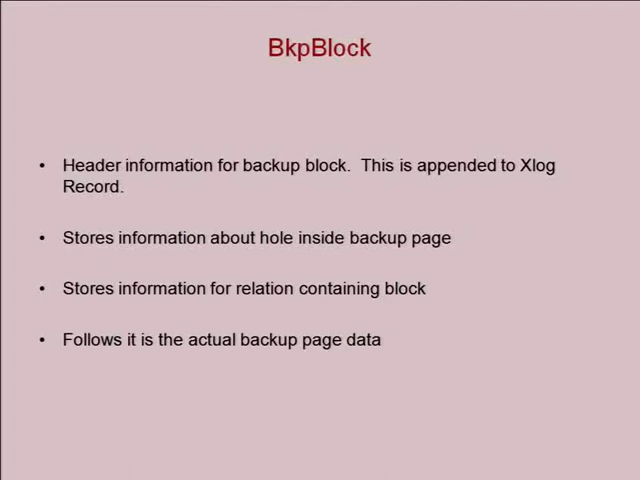 BkpBlock
• Header information for backup block.  This is appended to Xlog
Record.
• Stores information about hole inside backup page
• Stores information for relation containing block
• Follows it is the actual backup page data